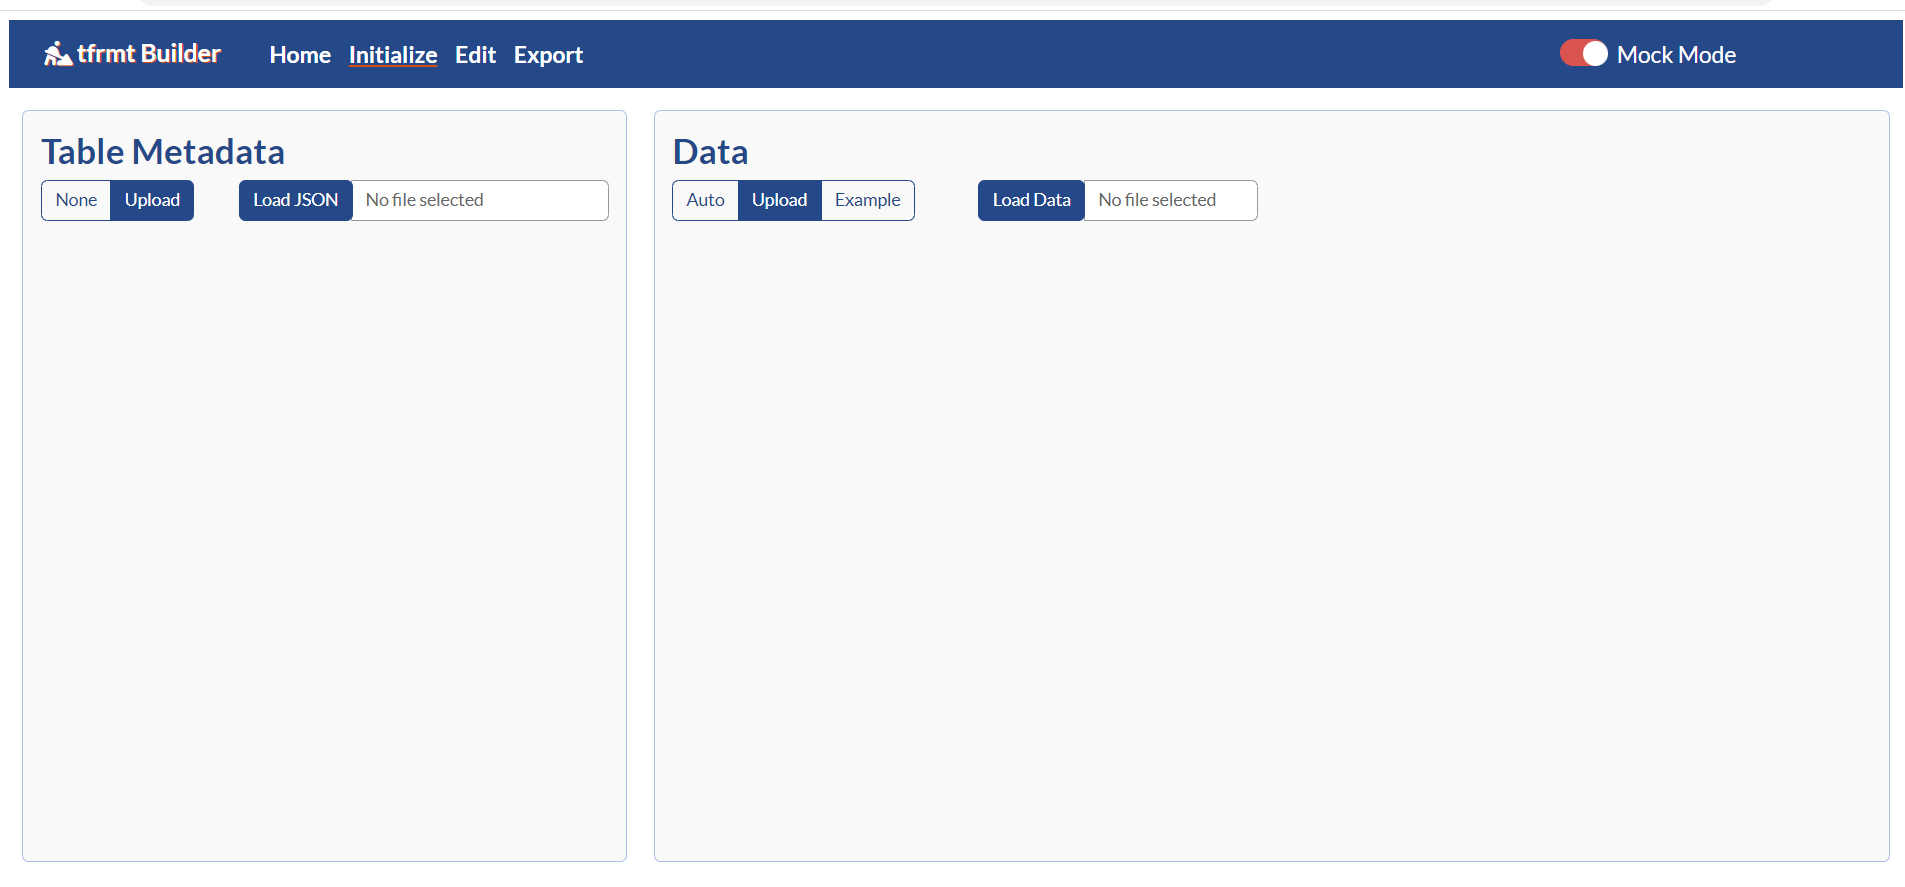 tfrmt Builder Home Initialize Edit Export Mock Mode
Table Metadata
None Upload Load JSON No file selected
Data
Auto Upload Example Load Data No file selected